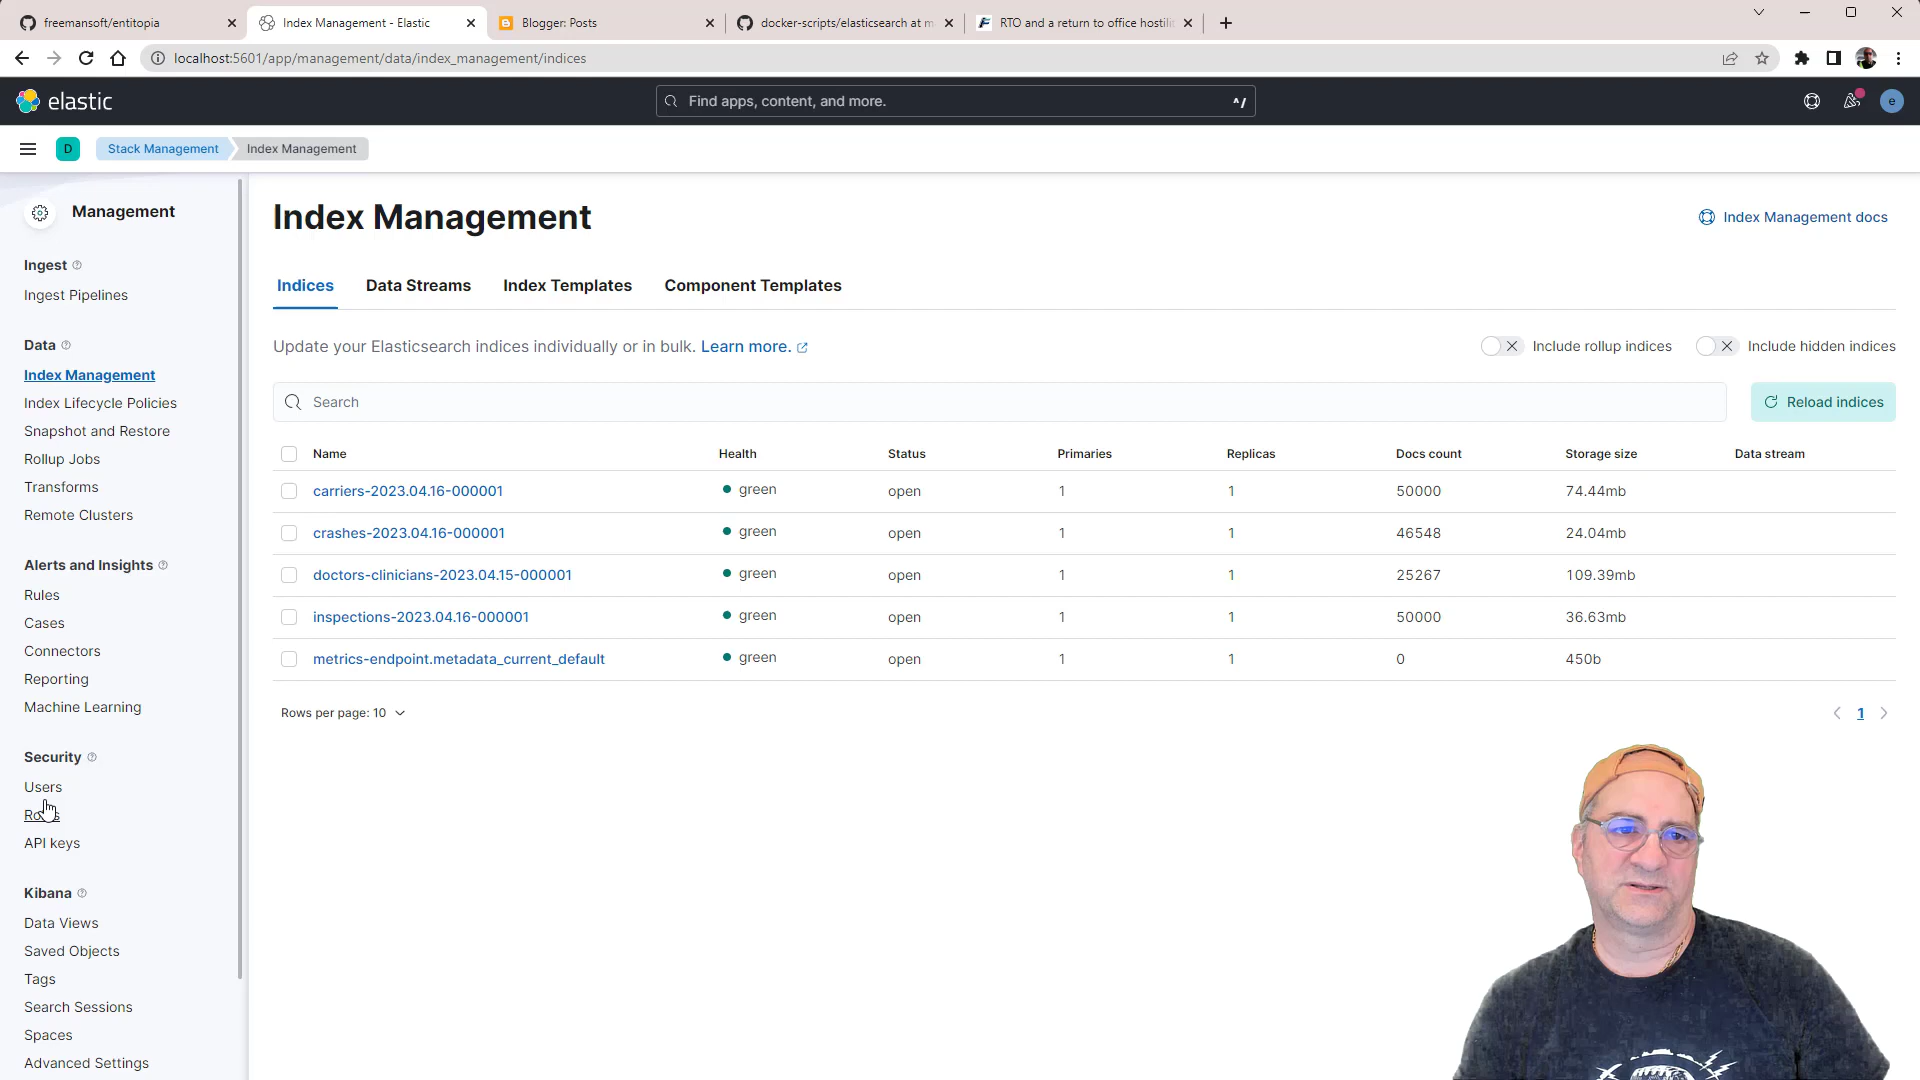 freemansoft/entitopia
Index Management - Elastic
Blogger: Posts
docker-scripts/elasticsearch at m
RTO and a return to office hostili
localhost:5601/app/management/data/index_management/indices
elastic
Find apps, content, and more.
^/
e
D
Stack Management
Index Management
Management
Ingest
Ingest Pipelines
Data
Index Management
Index Lifecycle Policies
Snapshot and Restore
Rollup Jobs
Transforms
Remote Clusters
Alerts and Insights
Rules
Cases
Connectors
Reporting
Machine Learning
Security
Users
API keys
Kibana
Data Views
Saved Objects
Tags
Search Sessions
Spaces
Advanced Settings
Index Management
Index Management docs
Indices
Data Streams
Index Templates
Component Templates
Update your Elasticsearch indices individually or in bulk. Learn more.
Include rollup indices
Include hidden indices
Search
Reload indices
Name Health Status Primaries Replicas Docs count Storage size Data stream
carriers-2023.04.16-000001 green open 1 1 50000 74.44mb
crashes-2023.04.16-000001 green open 1 1 46548 24.04mb
doctors-clinicians-2023.04.15-000001 green open 1 1 25267 109.39mb
inspections-2023.04.16-000001 green open 1 1 50000 36.63mb
metrics-endpoint.metadata_current_default green open 1 1 0 450b
Rows per page: 10
1